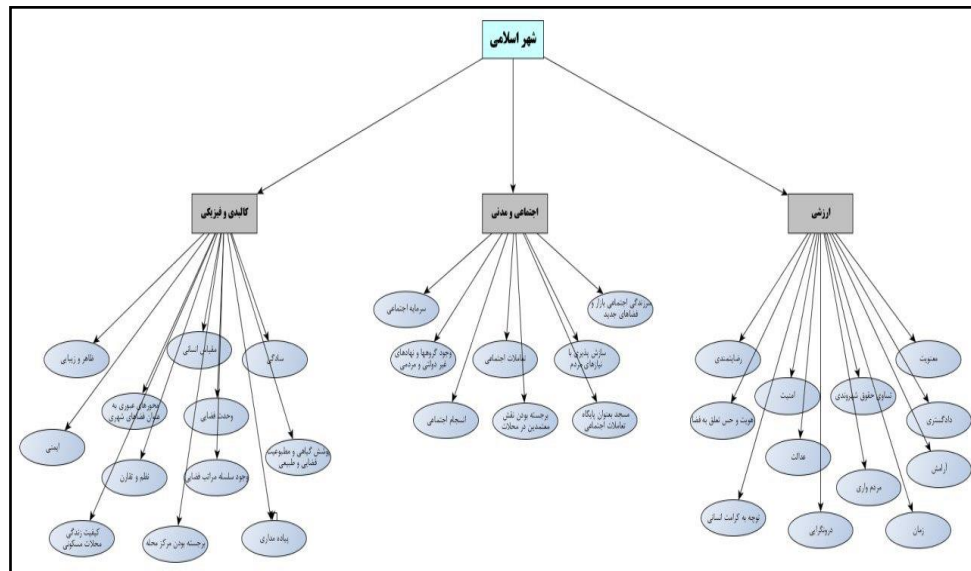 شهر اسلامی
ارزشی
اجتماعی و مدنی
کالبدی و فیزیکی
معنویت
دادگستری
آرامش
زمان
تساوی حقوق شهروندی
مردم واری
امنیت
عدالت
درونگرایی
رضایتمندی
هویت و حس تعلق به فضا
توجه به کرامت انسانی
سرزندگی اجتماعی بازار و
فضاهای جدید
سازش پذیری با
نیازهای مردم
مسجد بعنوان پایگاه
تعاملات اجتماعی
تعاملات اجتماعی
برجسته بودن نقش
معتمدین در محلات
سرمایه اجتماعی
وجود گروهها و نهادهای
غیر دولتی و مردمی
انسجام اجتماعی
سادگی
پوشش گیاهی و مطبوعیت
فضایی و طبیعی
پیاده مداری
مقیاس انسانی
وحدت فضایی
وجود سلسله مراتب فضایی
برجسته بودن مرکز محله
ظاهر و زیبایی
محورهای عبوری به
عنوان فضاهای شهری
ایمنی
نظم و تقارن
کیفیت زندگی
محلات مسکونی